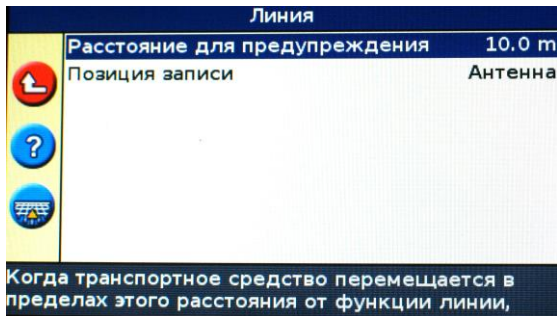 Линия
Расстояние для предупреждения 10.0 m
Позиция записи Антенна
?
Когда транспортное средство перемещается в
пределах этого расстояния от функции линии,